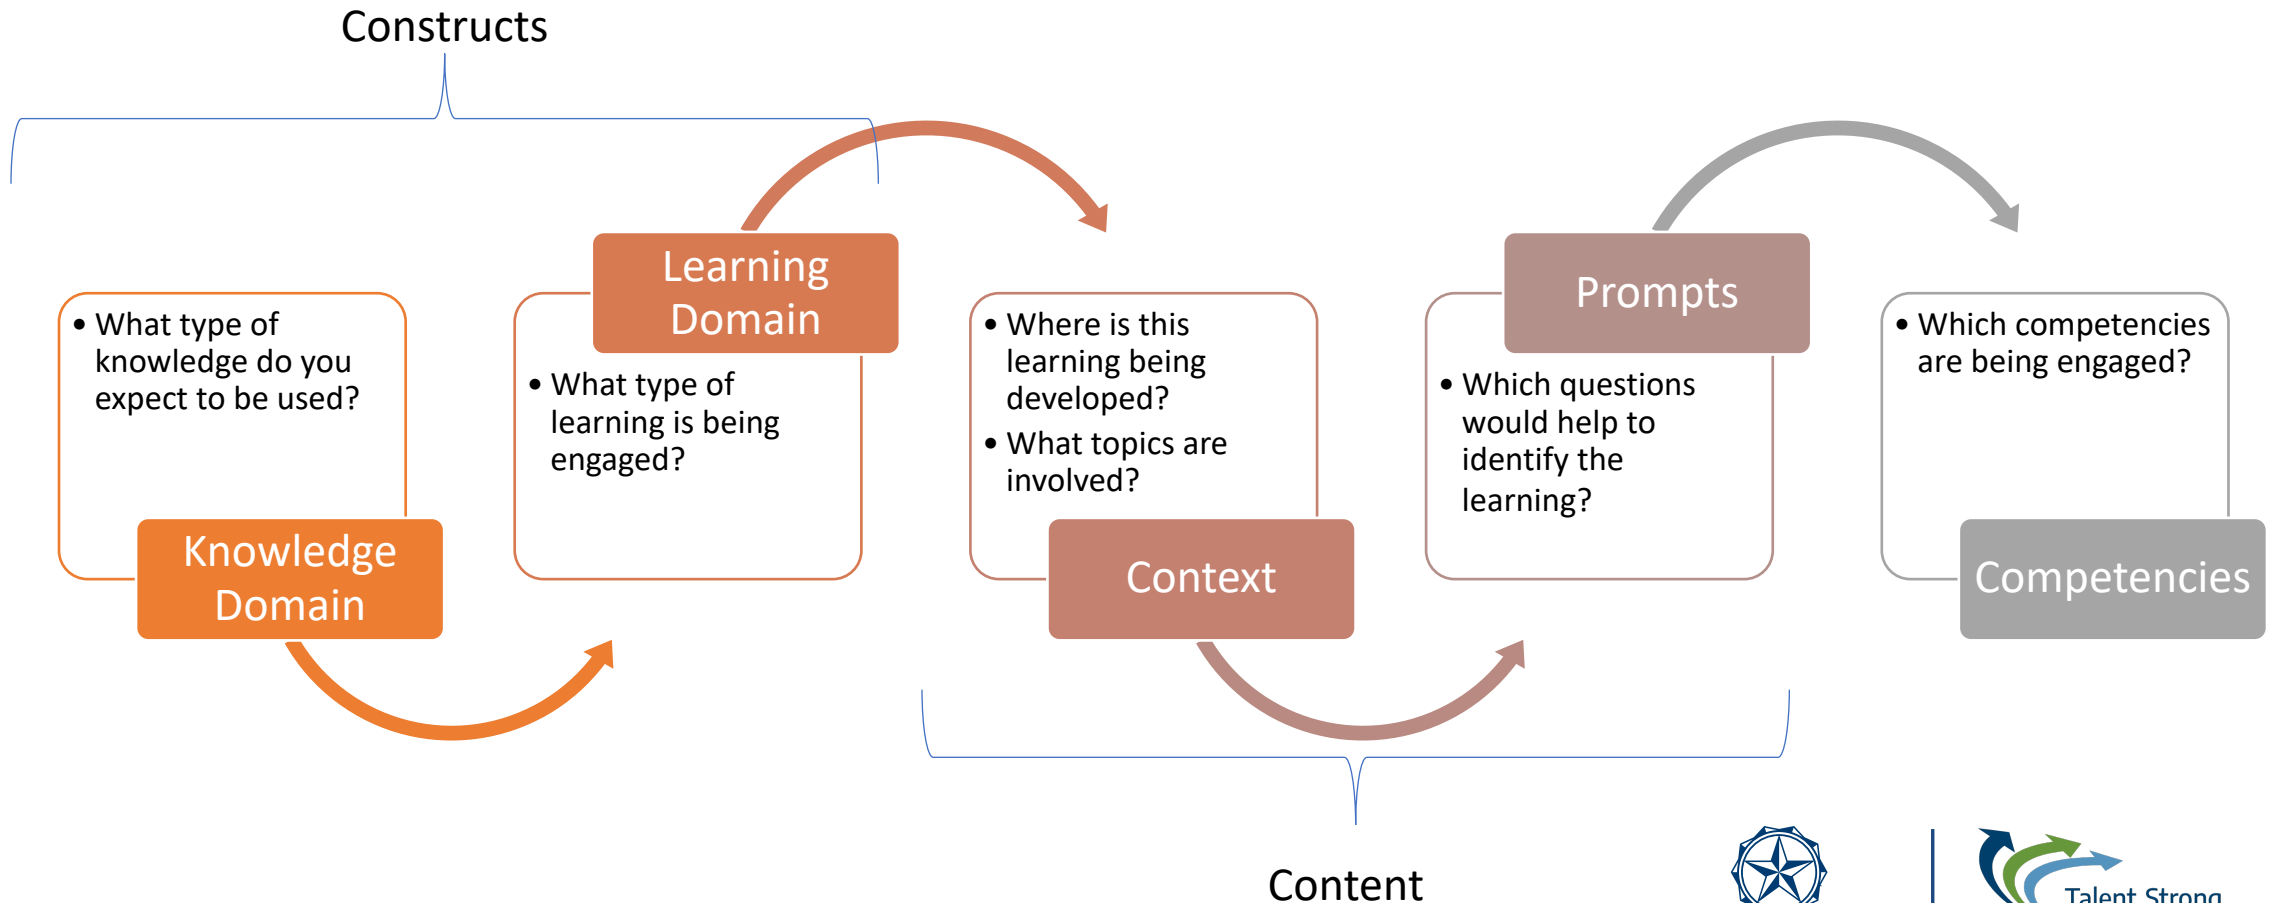 Constructs
• What type of
knowledge do you
expect to be used?
Knowledge
Domain
Learning
Domain
• What type of
learning is being
engaged?
• Where is this
learning being
developed?
• What topics are
involved?
Context
Prompts
• Which questions
would help to
identify the
learning?
• Which competencies
are being engaged?
Competencies
Content
Talent Strong